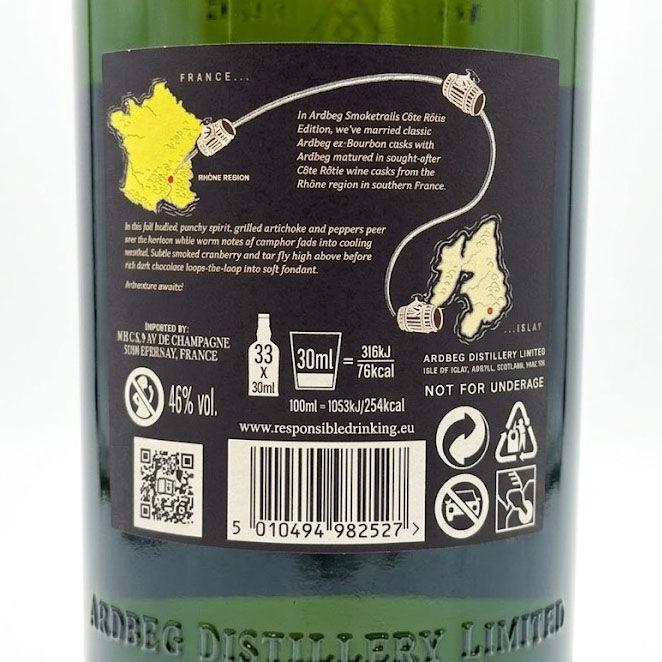 FRANCE...
In Ardbeg Smoketrails Côte Rôtie
Edition, we've married classic
Ardbeg ex-Bourbon casks with
Ardbeg matured in sought-after
Côte Rôtie wine casks from the
Rhône region in southern France.
RHÔNE REGION
In this full bodied, punchy spirit, grilled artichoke and peppers peer
over the horizon while warm notes of camphor fade into cooling
menthol. Subtle smoked cranberry and tar fly high above before
rich dark chocolate loops-the-loop into soft fondant.
Ardventure awaits!
...ISLAY
IMPORTED BY:
AV DE CHAMPAGNE
EPERNAY, FRANCE
33
X
30ml
30ml = 316kJ
76kcal
100ml = 1053kJ/254kcal
ARDBEG DISTILLERY LIMITED
ISLE OF ISLAY, ARGYLL, SCOTLAND,
NOT FOR UNDERAGE
46% vol.
www.responsibledrinking.eu
5 010494 982527 >
ARDBEG DISTILLERY LIMITED